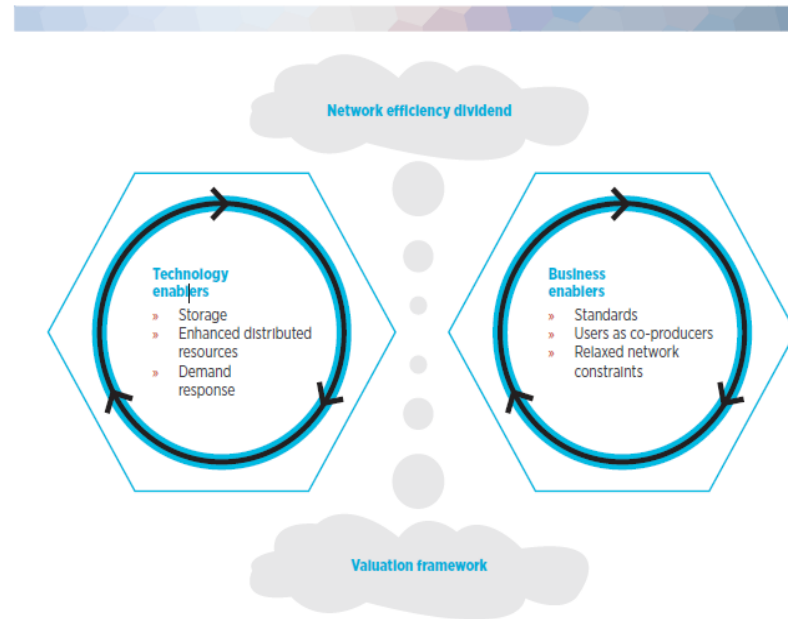 Network efficiency dividend
Technology
enablers
» Storage
» Enhanced distributed
resources
» Demand
response
Business
enablers
» Standards
» Users as co-producers
» Relaxed network
constraints
Valuation framework